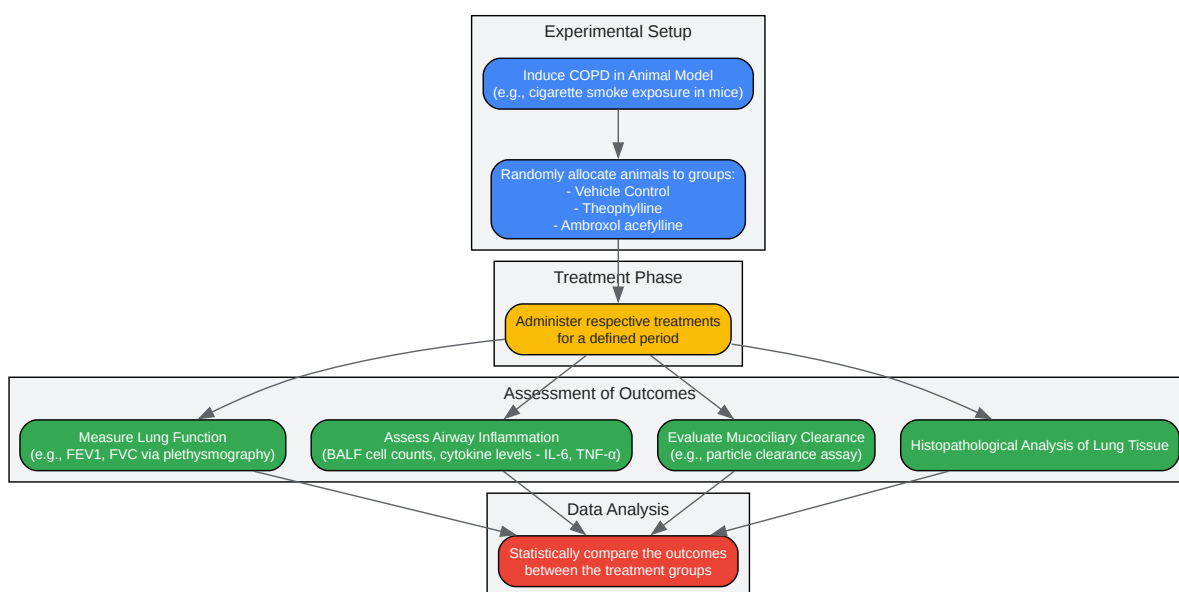 Experimental Setup
Induce COPD in Animal Model
(e.g., cigarette smoke exposure in mice)
Randomly allocate animals to groups:
- Vehicle Control
- Theophylline
- Ambroxol acefylline
Treatment Phase
Administer respective treatments
for a defined period
Assessment of Outcomes
Measure Lung Function
(e.g., FEV1, FVC via plethysmography)
Assess Airway Inflammation
(BALF cell counts, cytokine levels - IL-6, TNF-α)
Evaluate Mucociliary Clearance
(e.g., particle clearance assay)
Histopathological Analysis of Lung Tissue
Data Analysis
Statistically compare the outcomes
between the treatment groups